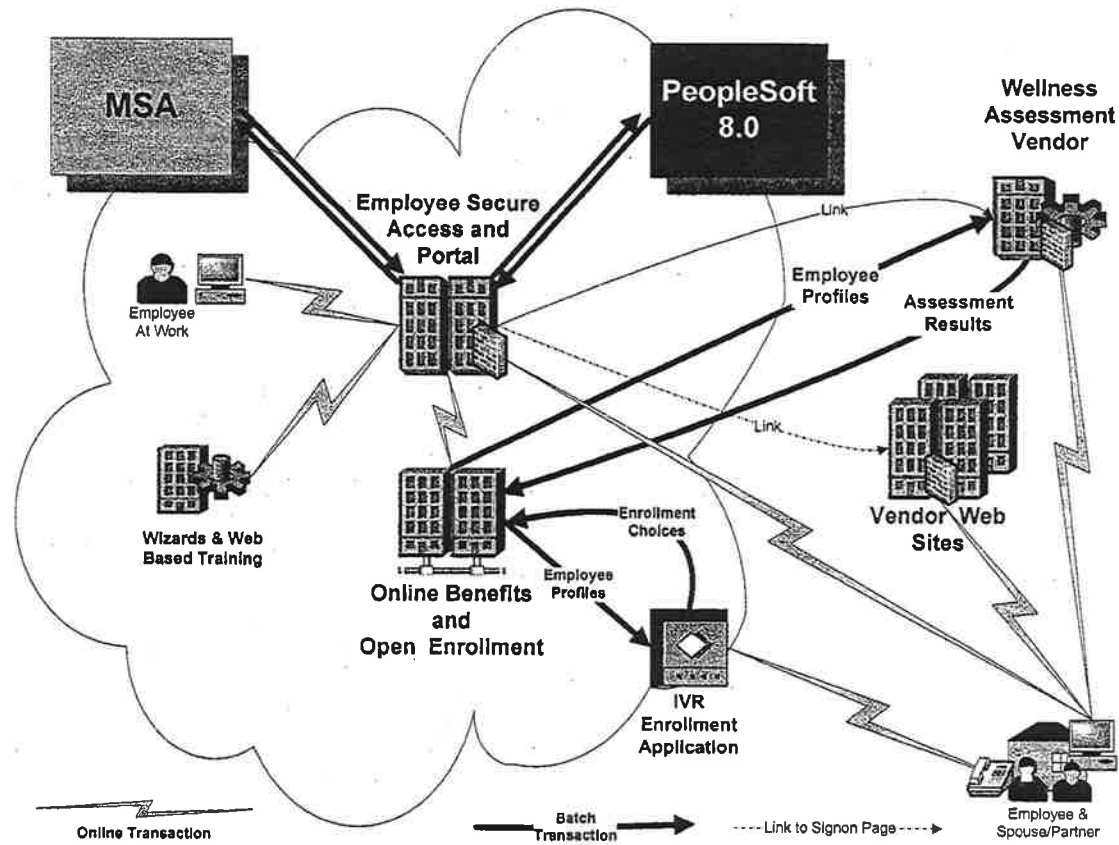 MSA
PeopleSoft
8.0
Wellness
Assessment
Vendor
Employee Secure
Access and
Portal
Link
Employee
At Work
Employee
Profiles
Assessment
Results
Link
Wizards & Web
Based Training
Enrollment
Choices
Vendor Web
Sites
Employee
Profiles
Online Benefits
and
Open Enrollment
IVR
Enrollment
Application
Online Transaction
Batch
Transaction
Link to Signon Page
Employee &
Spouse/Partner